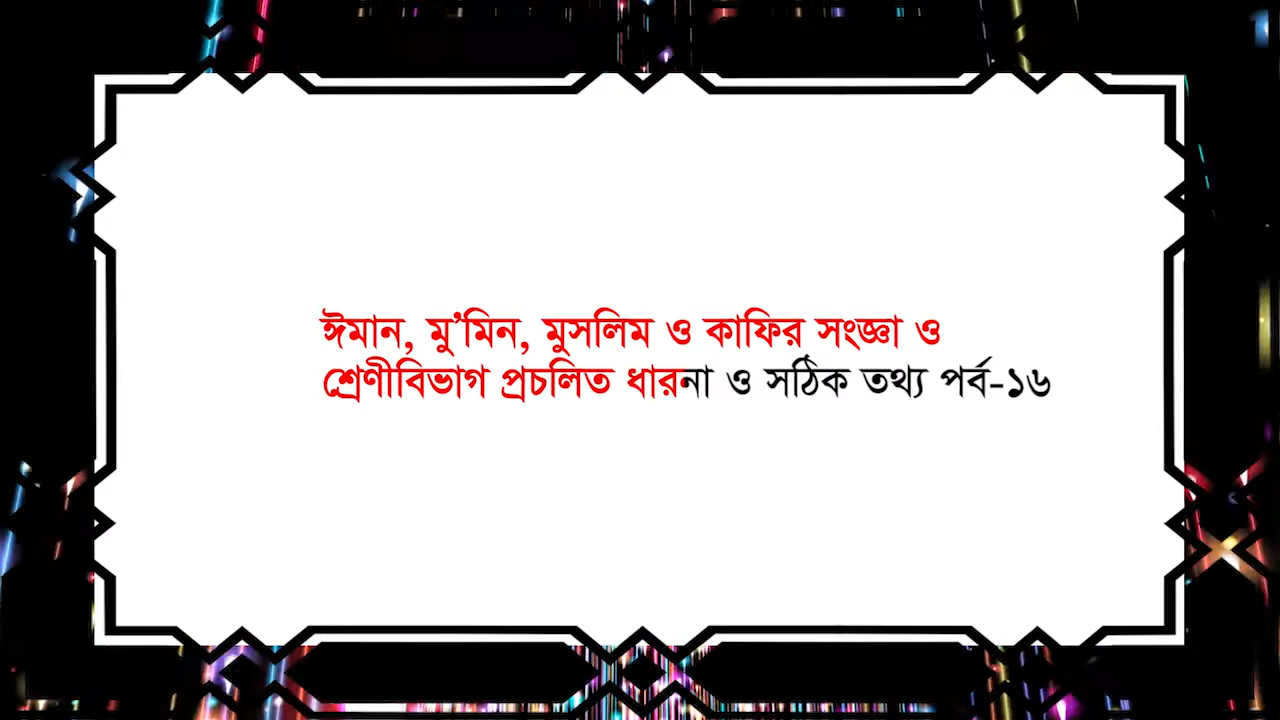 ঈমান, মু’মিন, মুসলিম ও কাফির সংজ্ঞা ও
শ্রেণীবিভাগ প্রচলিত ধারনা ও সঠিক তথ্য পর্ব-১৬